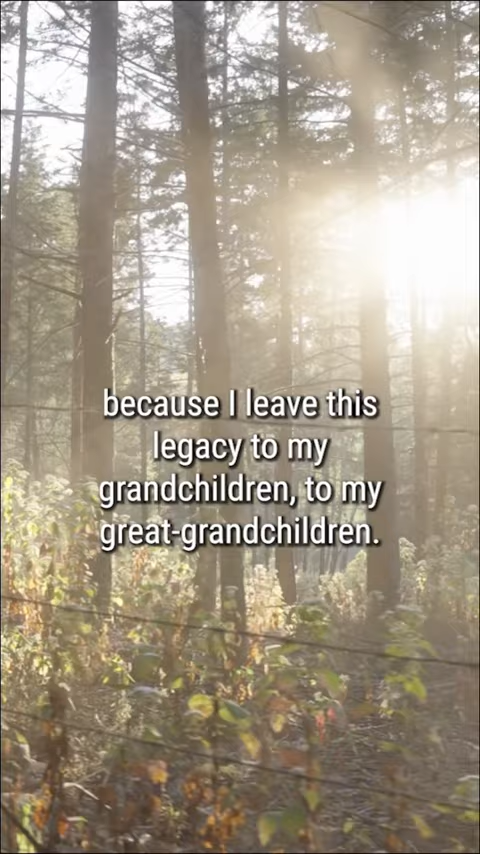 because I leave this
legacy to my
grandchildren, to my
great-grandchildren.